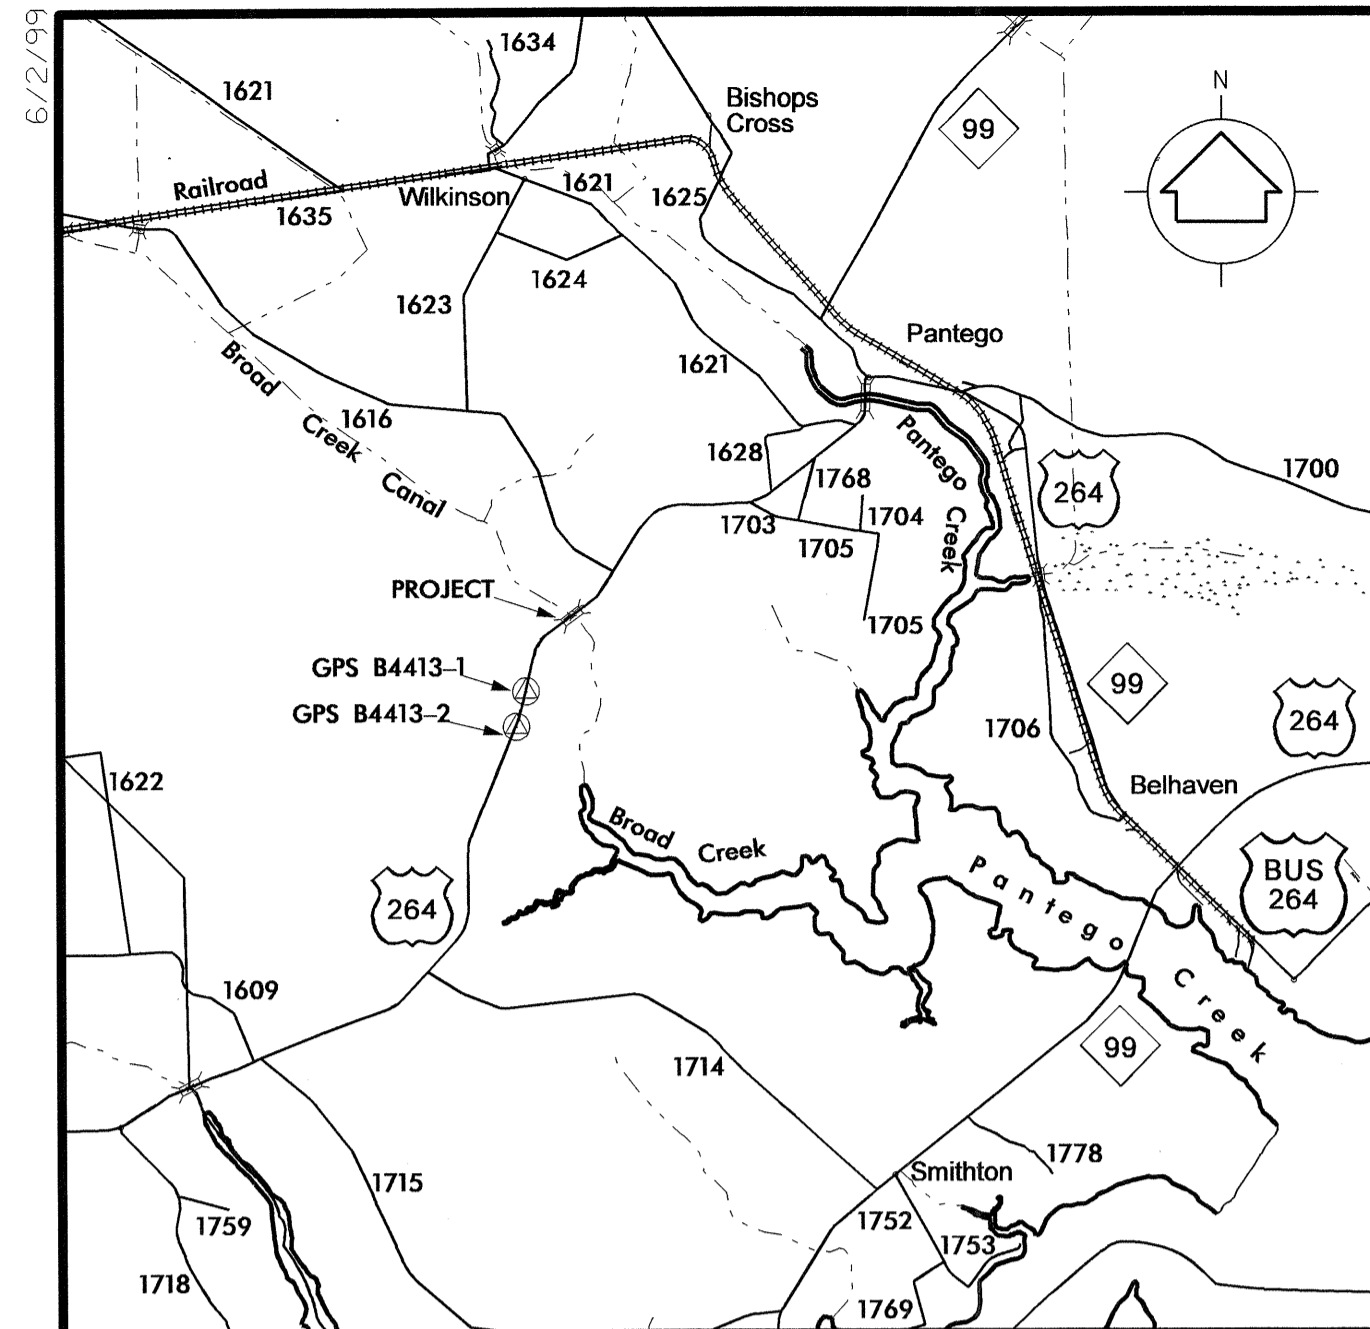 6/2/99
1634
1621
Bishops
Cross
99
N
Railroad
1635
Wilkinson
1621
1625
1624
1623
Pantego
Broad
Creek
Canal
1616
1621
1628
1768
Pantego
Creek
264
1700
1703
1704
1705
PROJECT
1705
GPS B4413-1
GPS B4413-2
99
264
1706
1622
Belhaven
Broad
Creek
BUS
264
264
Pantego
Creek
1609
99
1714
1778
Smithton
1715
1759
1752
1753
1718
1769